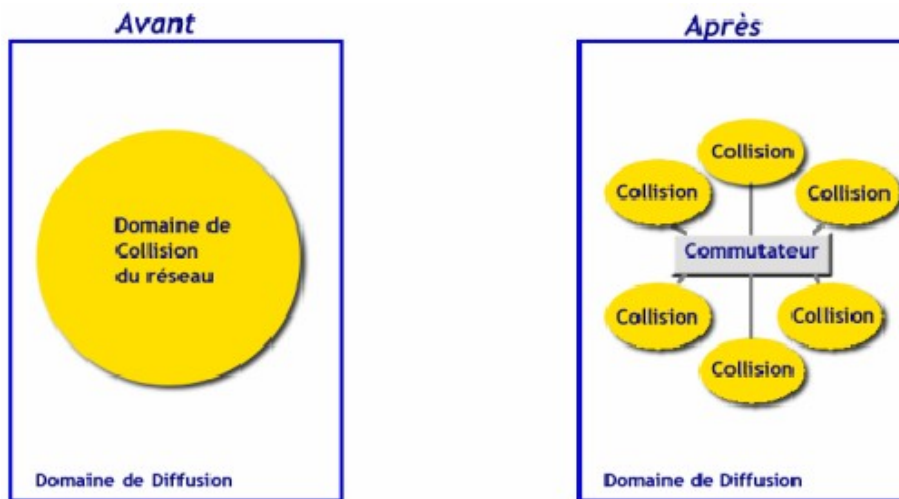 Avant
Domaine de
Collision
du réseau
Domaine de Diffusion
Après
Collision
Collision
Collision
Commutateur
Collision
Collision
Collision
Domaine de Diffusion